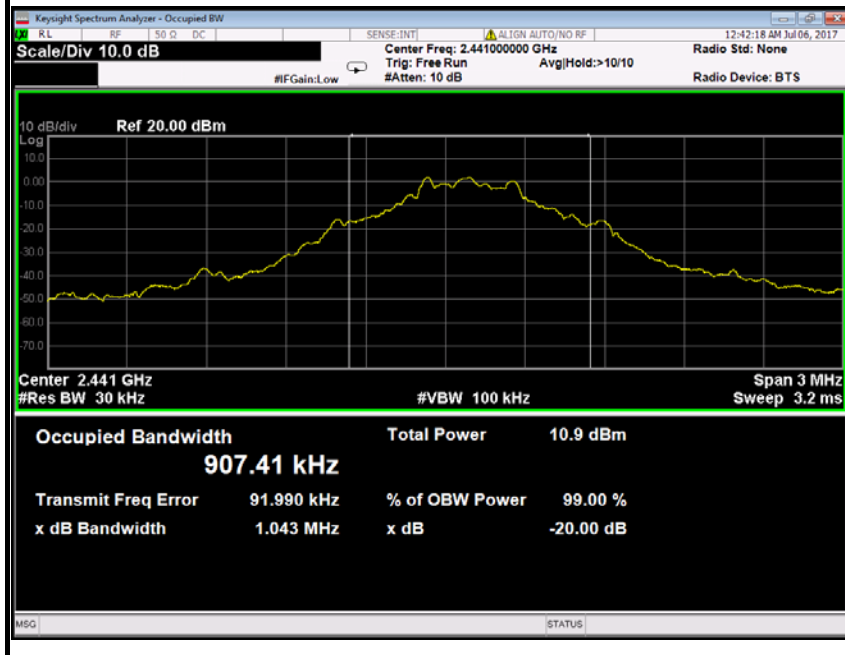 Keysight Spectrum Analyzer - Occupied BW
RL RF 50 Ω DC SENSE:INT ALIGN AUTO/NO RF 12:42:18 AM Jul 06, 2017
Scale/Div 10.0 dB
Center Freq: 2.441000000 GHz
Radio Std: None
Trig: Free Run Avg|Hold:>10/10
#IFGain:Low
#Atten: 10 dB
Radio Device: BTS
10 dB/div Ref 20.00 dBm
Log
10.0
0.00
-10.0
-20.0
-30.0
-40.0
-50.0
-60.0
-70.0
Center 2.441 GHz Span 3 MHz
#Res BW 30 kHz #VBW 100 kHz Sweep 3.2 ms
Occupied Bandwidth Total Power 10.9 dBm
907.41 kHz
Transmit Freq Error 91.990 kHz % of OBW Power 99.00 %
x dB Bandwidth 1.043 MHz x dB -20.00 dB
MSG STATUS